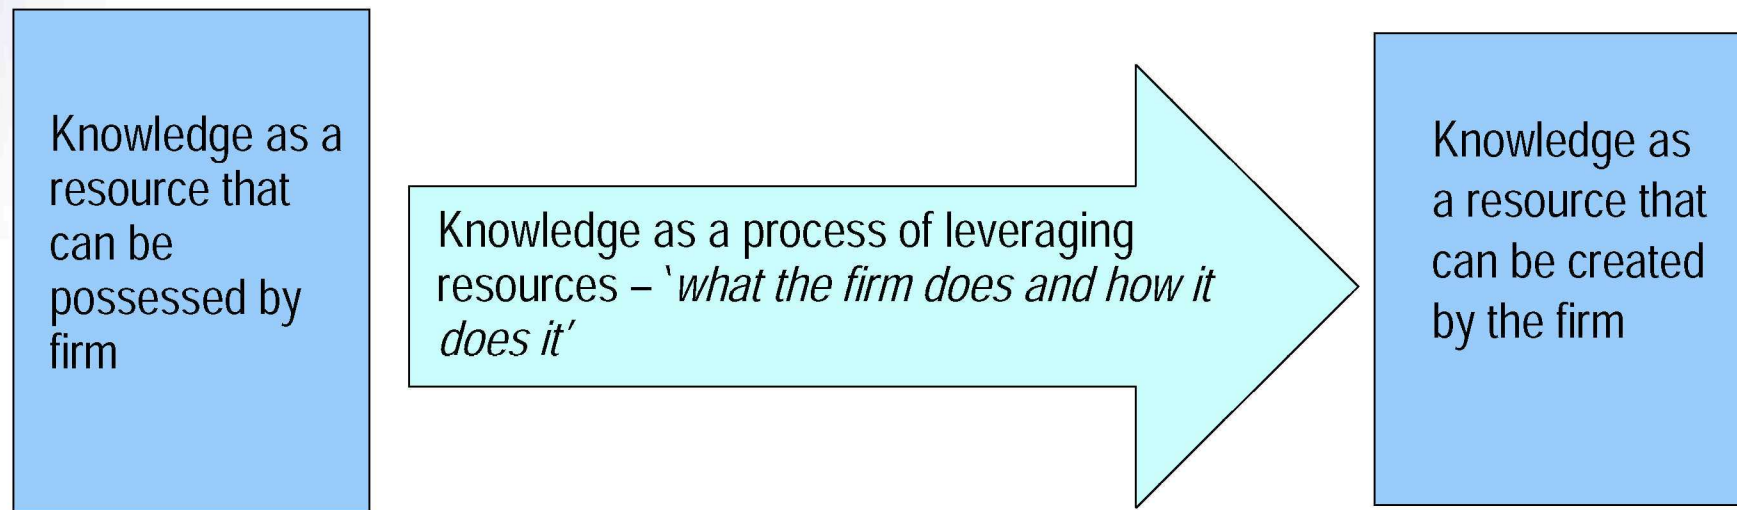 Knowledge as a
resource that
can be
possessed by
firm
Knowledge as a process of leveraging
resources – ‛what the firm does and how it
does it’
Knowledge as
a resource that
can be created
by the firm